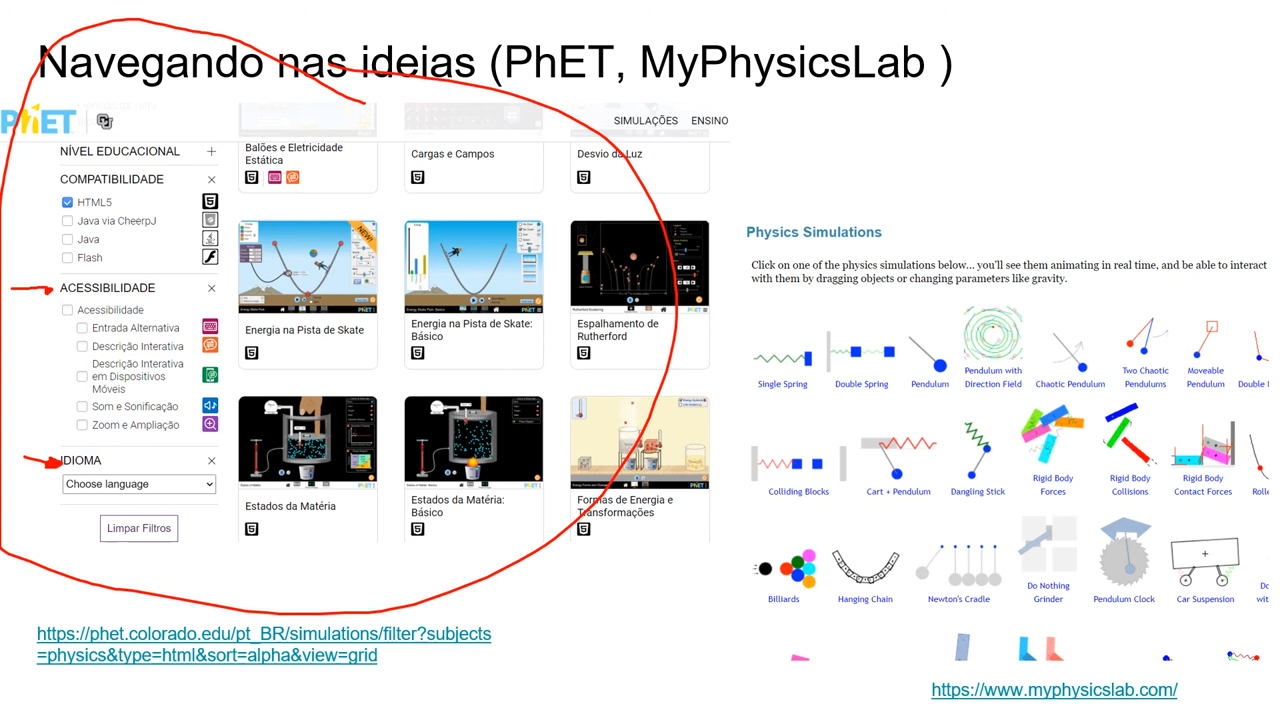 Navegando nas ideias (PhET, MyPhysicsLab )
PhET
SIMULAÇÕES ENSINO
NÍVEL EDUCACIONAL
COMPATIBILIDADE
HTML5
Java via CheerpJ
Java
Flash
ACESSIBILIDADE
Acessibilidade
Entrada Alternativa
Descrição Interativa
Descrição Interativa
em Dispositivos
Móveis
Som e Sonificação
Zoom e Ampliação
IDIOMA
Choose language
Limpar Filtros
Balões e Eletricidade
Estática
Cargas e Campos
Desvio da Luz
NEW!
Energia na Pista de Skate
Energia na Pista de Skate:
Básico
Espalhamento de
Rutherford
Estados da Matéria
Estados da Matéria:
Básico
Formas de Energia e
Transformações
https://phet.colorado.edu/pt_BR/simulations/filter?subjects
=physics&type=html&sort=alpha&view=grid
Physics Simulations
Click on one of the physics simulations below... you'll see them animating in real time, and be able to interact
with them by dragging objects or changing parameters like gravity.
Single Spring
Double Spring
Pendulum
Pendulum with
Direction Field
Chaotic Pendulum
Two Chaotic
Pendulums
Moveable
Pendulum
Colliding Blocks
Cart + Pendulum
Dangling Stick
Rigid Body
Forces
Rigid Body
Collisions
Rigid Body
Contact Forces
Billiards
Hanging Chain
Newton's Cradle
Do Nothing
Grinder
Pendulum Clock
Car Suspension
https://www.myphysicslab.com/